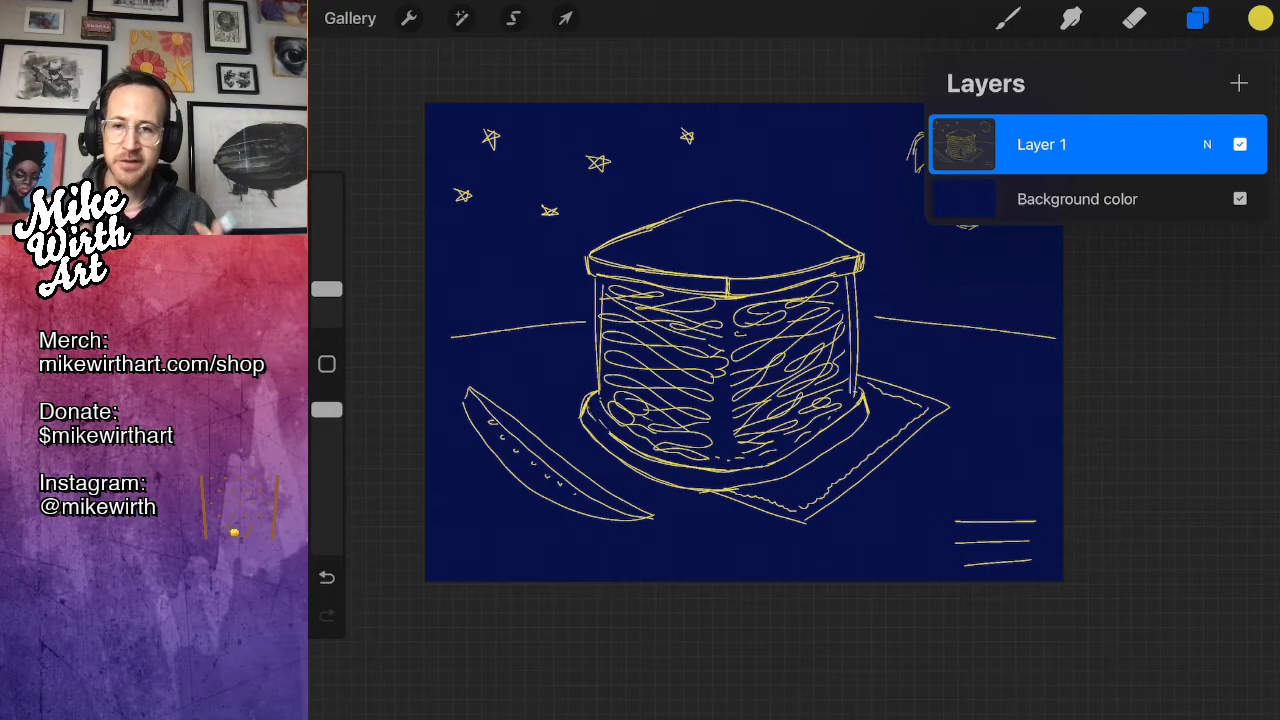 Gallery
Layers
Layer 1
N
Background color
Mike
Wirth
Art
Merch:
mikewirthart.com/shop
Donate:
$mikewirthart
Instagram:
@mikewirth